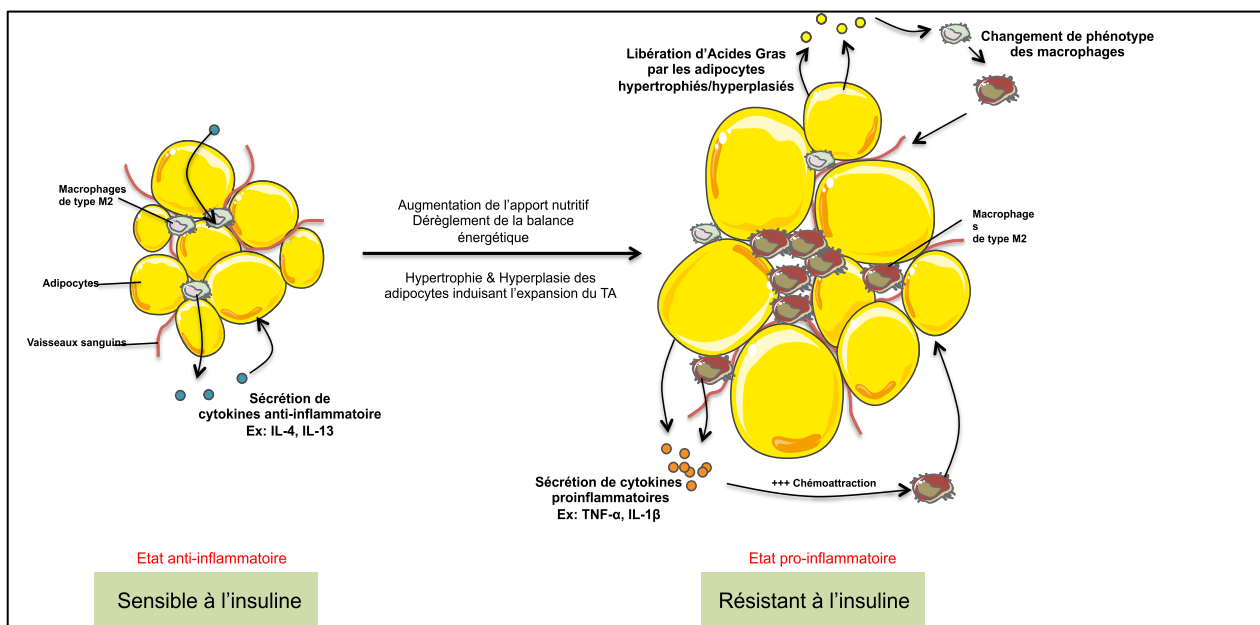 Libération d'Acides Gras
par les adipocytes
hypertrophiés/hyperplasiés
Changement de phénotype
des macrophages
Macrophages
de type M2
Adipocytes
Vaisseaux sanguins
Sécrétion de
cytokines anti-inflammatoire
Ex: IL-4, IL-13
Augmentation de l'apport nutritif
Dérèglement de la balance
énergétique
Hypertrophie & Hyperplasie des
adipocytes induisant l'expansion du TA
Macrophage
s
de type M2
Sécrétion de cytokines
proinflammatoires
Ex: TNF-α, IL-1β
+++ Chémoattraction
Etat anti-inflammatoire
Sensible à l'insuline
Etat pro-inflammatoire
Résistant à l'insuline